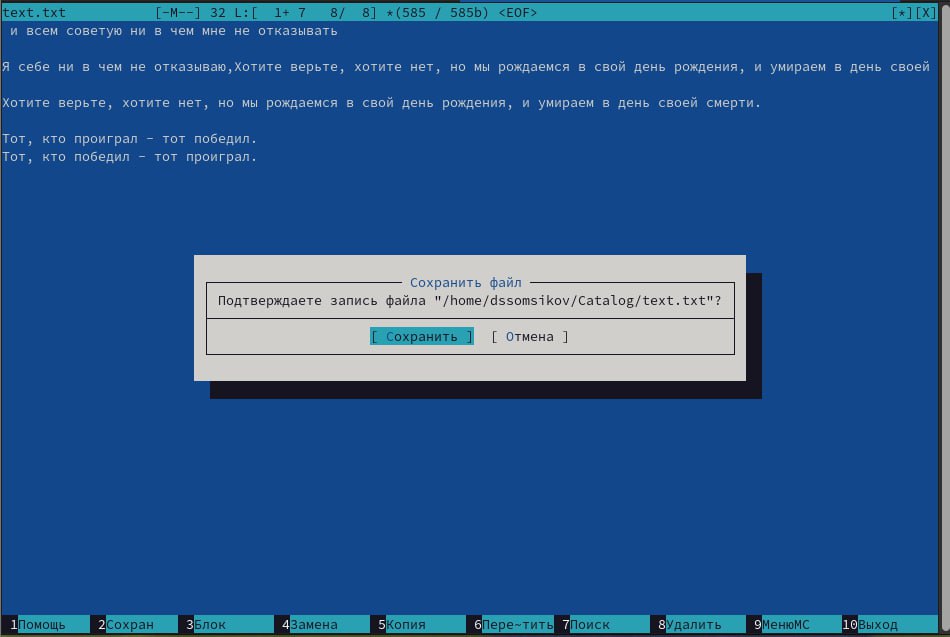 text.txt [-M--] 32 L:[ 1+ 7 8/ 8] *(585 / 585b) <EOF> [*][X]
и всем советую ни в чем мне не отказывать
Я себе ни в чем не отказываю,Хотите верьте, хотите нет, но мы рождаемся в свой день рождения, и умираем в день своей
Хотите верьте, хотите нет, но мы рождаемся в свой день рождения, и умираем в день своей смерти.
Тот, кто проиграл - тот победил.
Тот, кто победил - тот проиграл.
Сохранить файл
Подтверждаете запись файла "/home/dssomsikov/Catalog/text.txt"?
[ Сохранить ] [ Отмена ]
1Помощь 2Сохран 3Блок 4Замена 5Копия 6Пере~тить 7Поиск 8Удалить 9МенюMC 10Выход